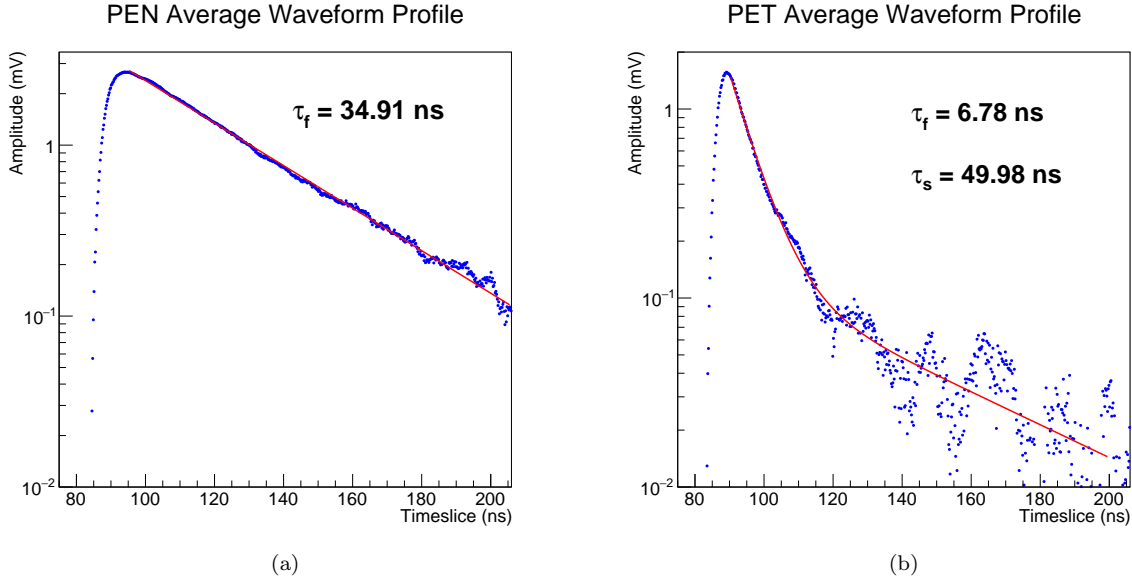 PEN Average Waveform Profile
Amplitude (mV)
τf = 34.91 ns
1
10⁻¹
10⁻²
80 100 120 140 160 180 200
Timeslice (ns)
(a)
PET Average Waveform Profile
Amplitude (mV)
τf = 6.78 ns
τs = 49.98 ns
1
10⁻¹
10⁻²
80 100 120 140 160 180 200
Timeslice (ns)
(b)